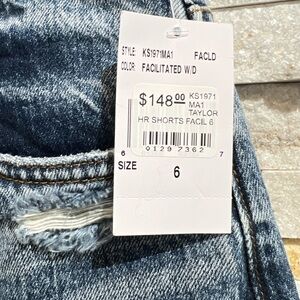 STYLE: KS1971MA1 FACLD
COLOR: FACILITATED W/D
$148.00 KS1971
MA1
TAYLOR
HR SHORTS FACIL 6
6 7
0129 7362
SIZE 6